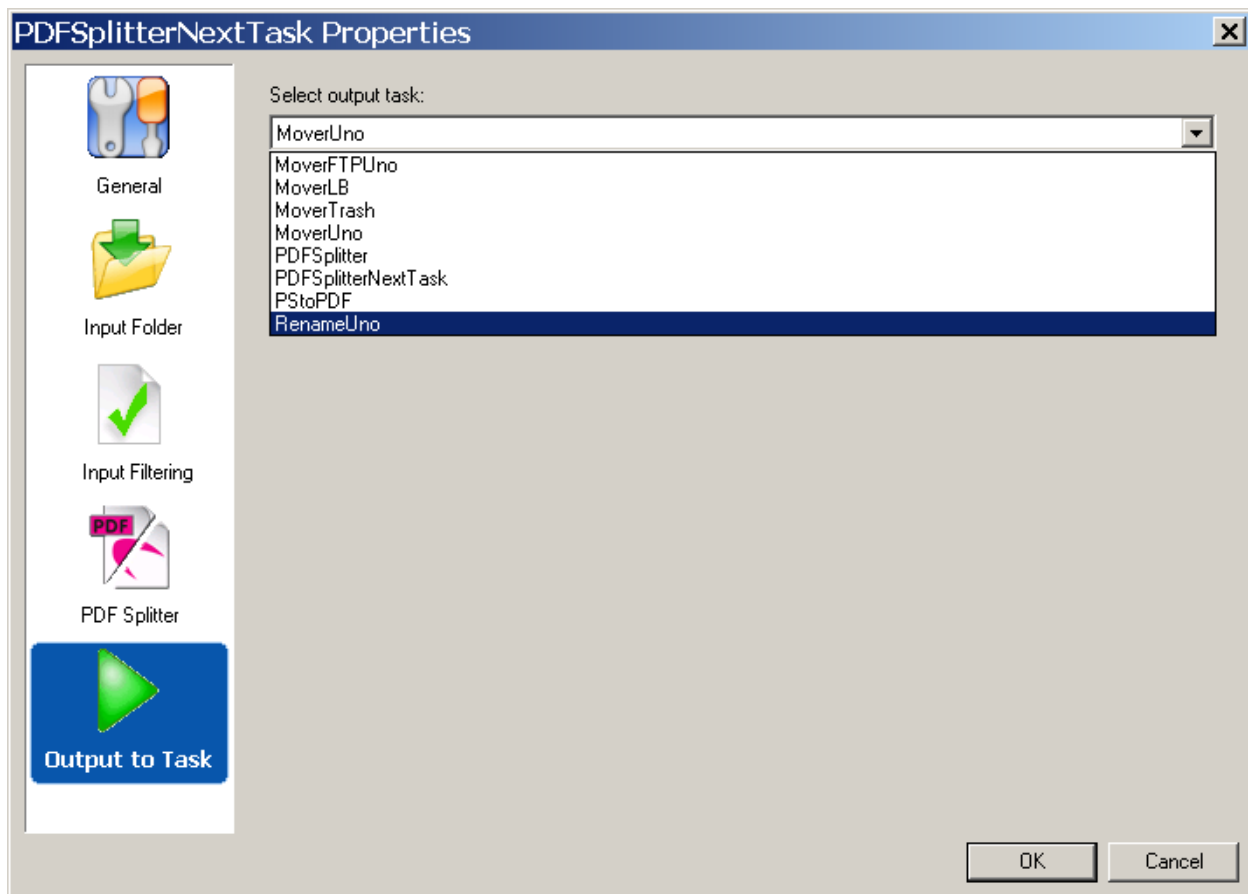 PDFSplitterNextTask Properties
General
Input Folder
Input Filtering
PDF
PDF Splitter
Output to Task
Select output task:
MoverUno
MoverFTPUno
MoverLB
MoverTrash
MoverUno
PDFSplitter
PDFSplitterNextTask
PStoPDF
RenameUno
OK
Cancel